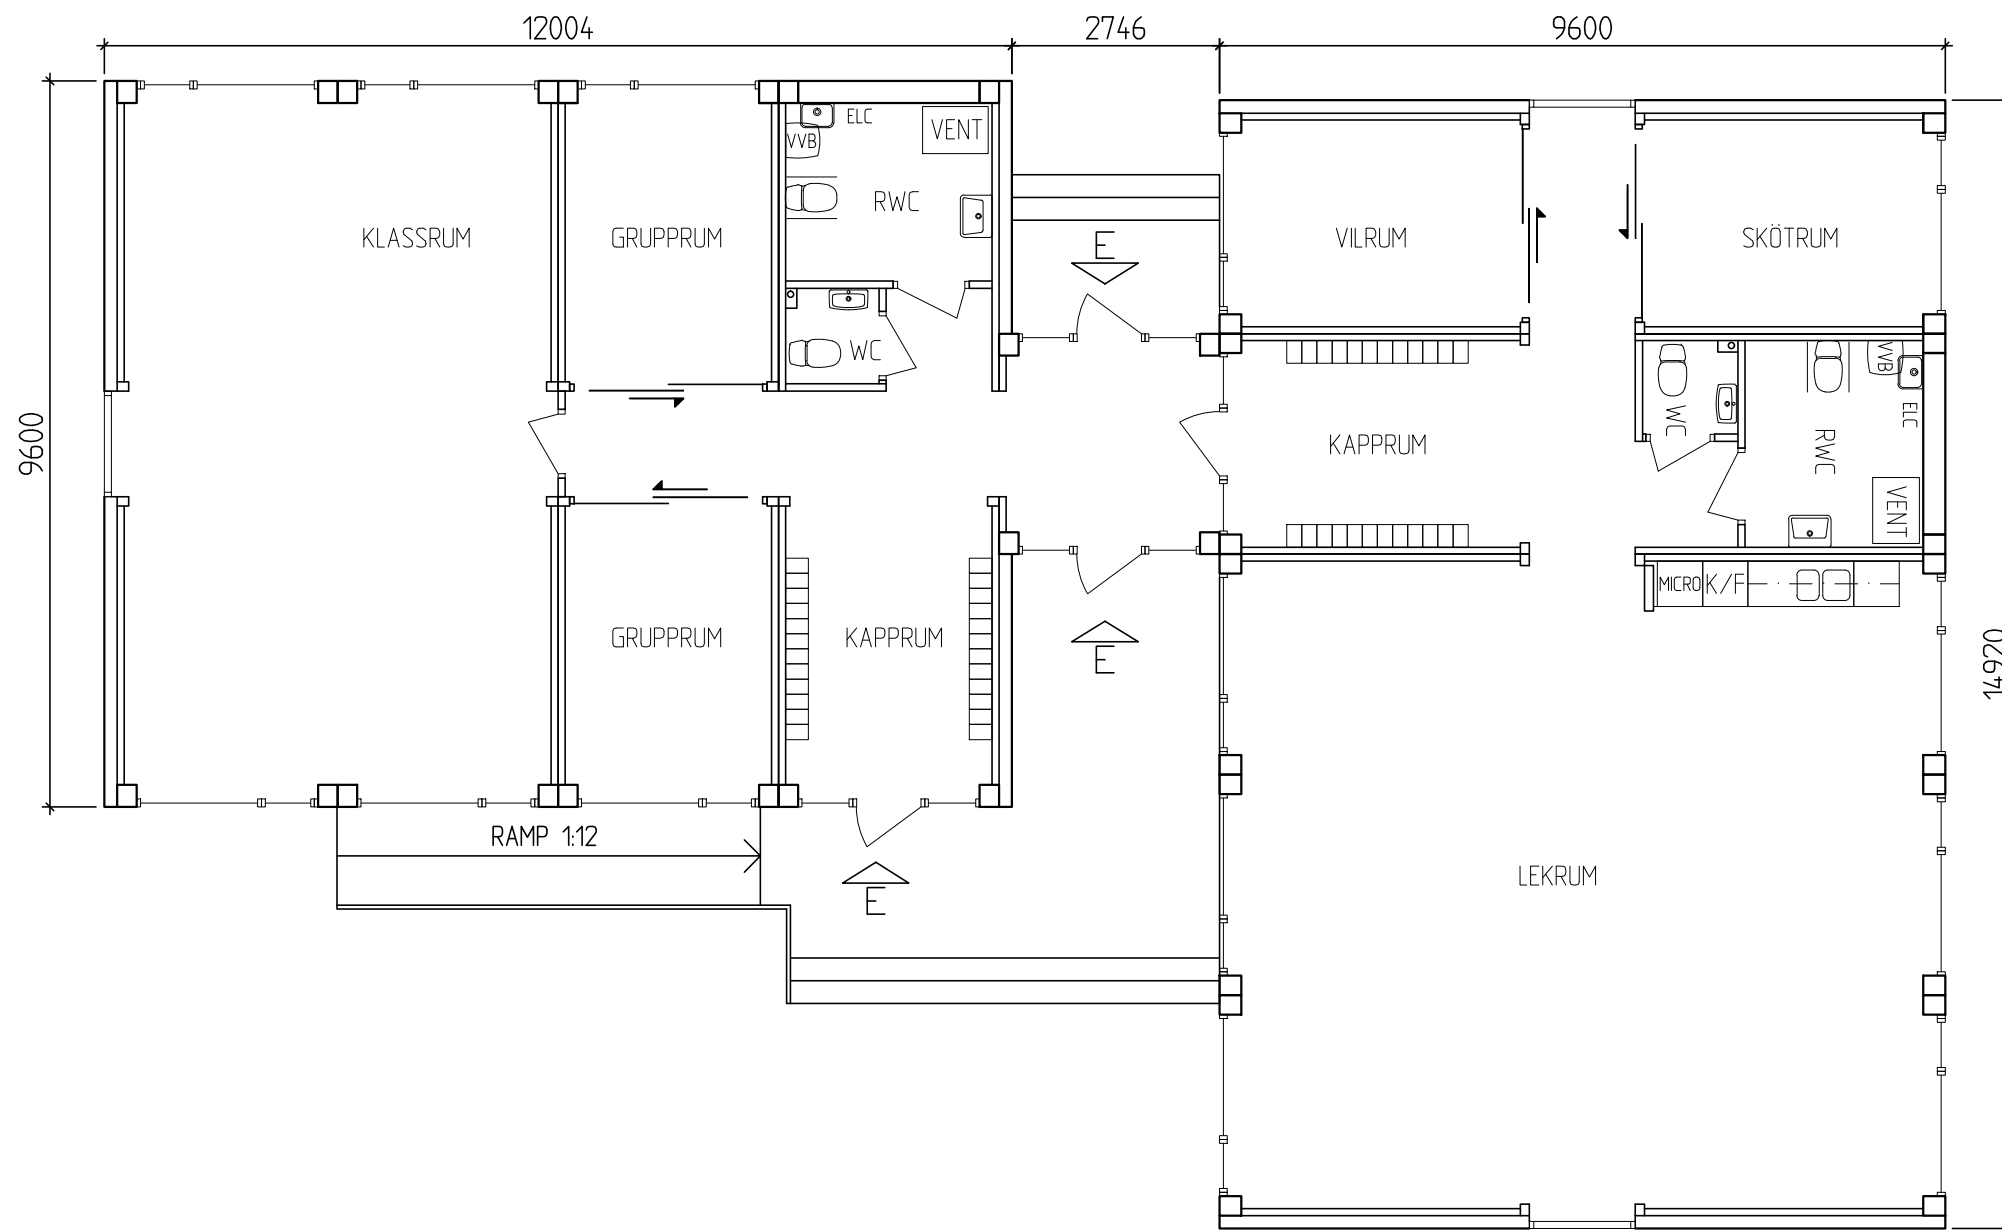 12004
2746
9600
ELC
VENT
VVB
RWC
KLASSRUM
GRUPPRUM
E
VILRUM
SKÖTRUM
WC
VVB
ELC
9600
KAPPRUM
WC
RWC
VENT
MICRO
K/F
GRUPPRUM
KAPPRUM
E
14920
RAMP 1:12
LEKRUM
E